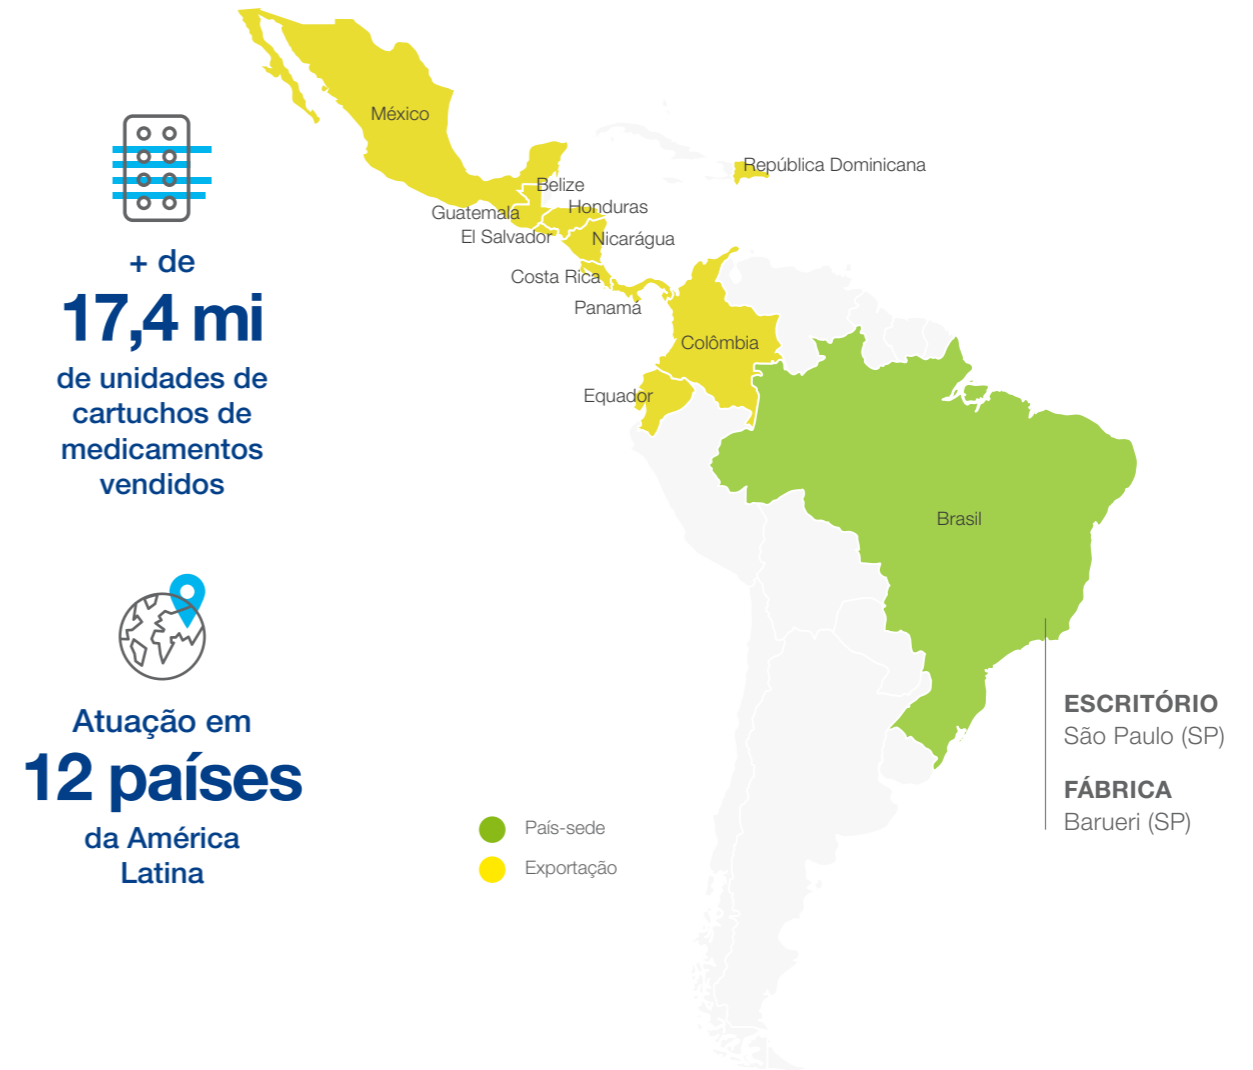 + de
17,4 mi
de unidades de
cartuchos de
medicamentos
vendidos
Atuação em
12 países
da América
Latina
México
República Dominicana
Belize
Honduras
Guatemala
El Salvador
Nicarágua
Costa Rica
Panamá
Colômbia
Equador
Brasil
ESCRITÓRIO
São Paulo (SP)
FÁBRICA
Barueri (SP)
País-sede
Exportação